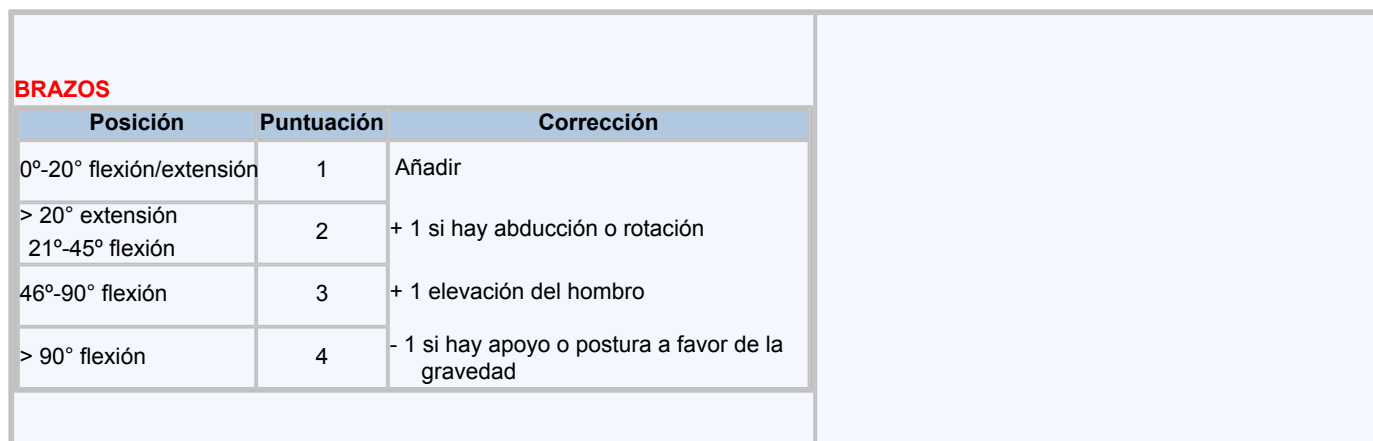 BRAZOS
Posición Puntuación Corrección
0º-20° flexión/extensión 1 Añadir
> 20° extensión
21º-45º flexión 2 + 1 si hay abducción o rotación
46º-90° flexión 3 + 1 elevación del hombro
> 90° flexión 4 - 1 si hay apoyo o postura a favor de la
gravedad